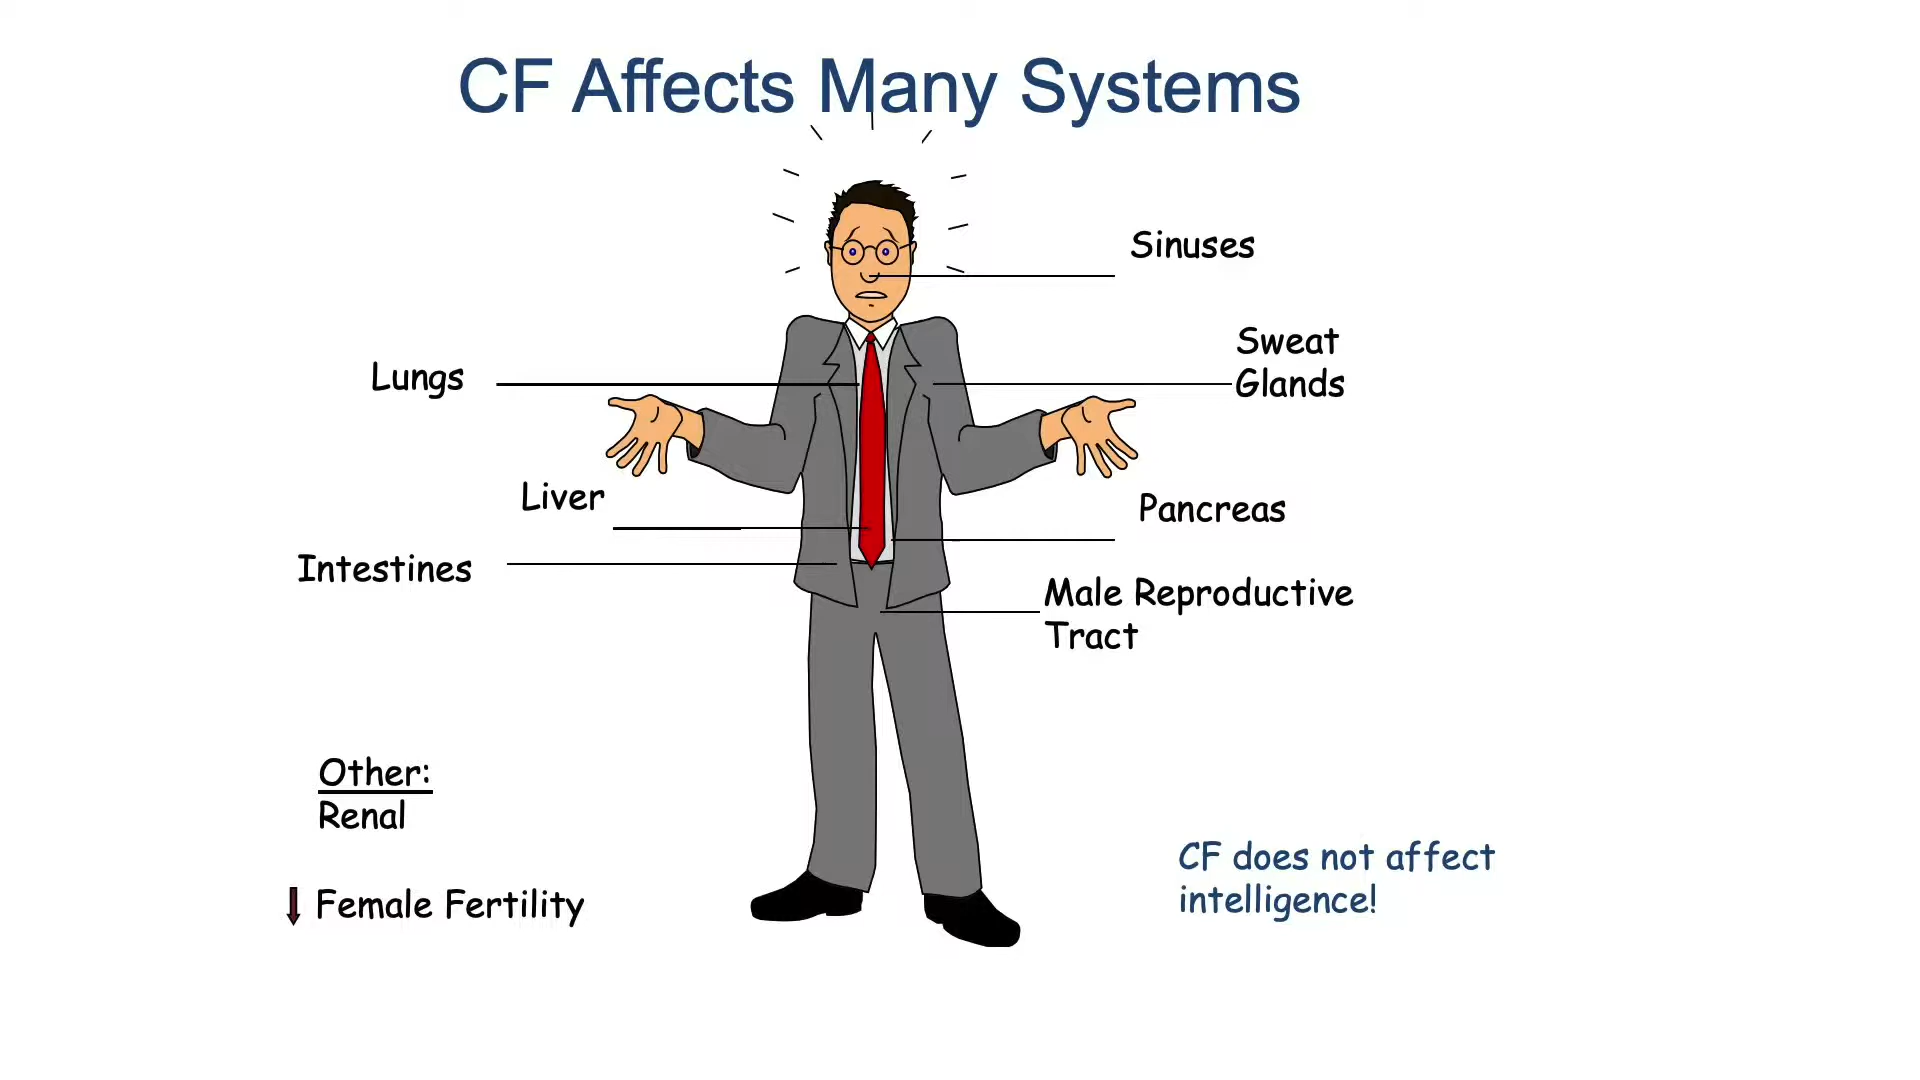 CF Affects Many Systems
Sinuses
Sweat
Glands
Lungs
Liver
Pancreas
Intestines
Male Reproductive
Tract
Other:
Renal
Female Fertility
CF does not affect
intelligence!